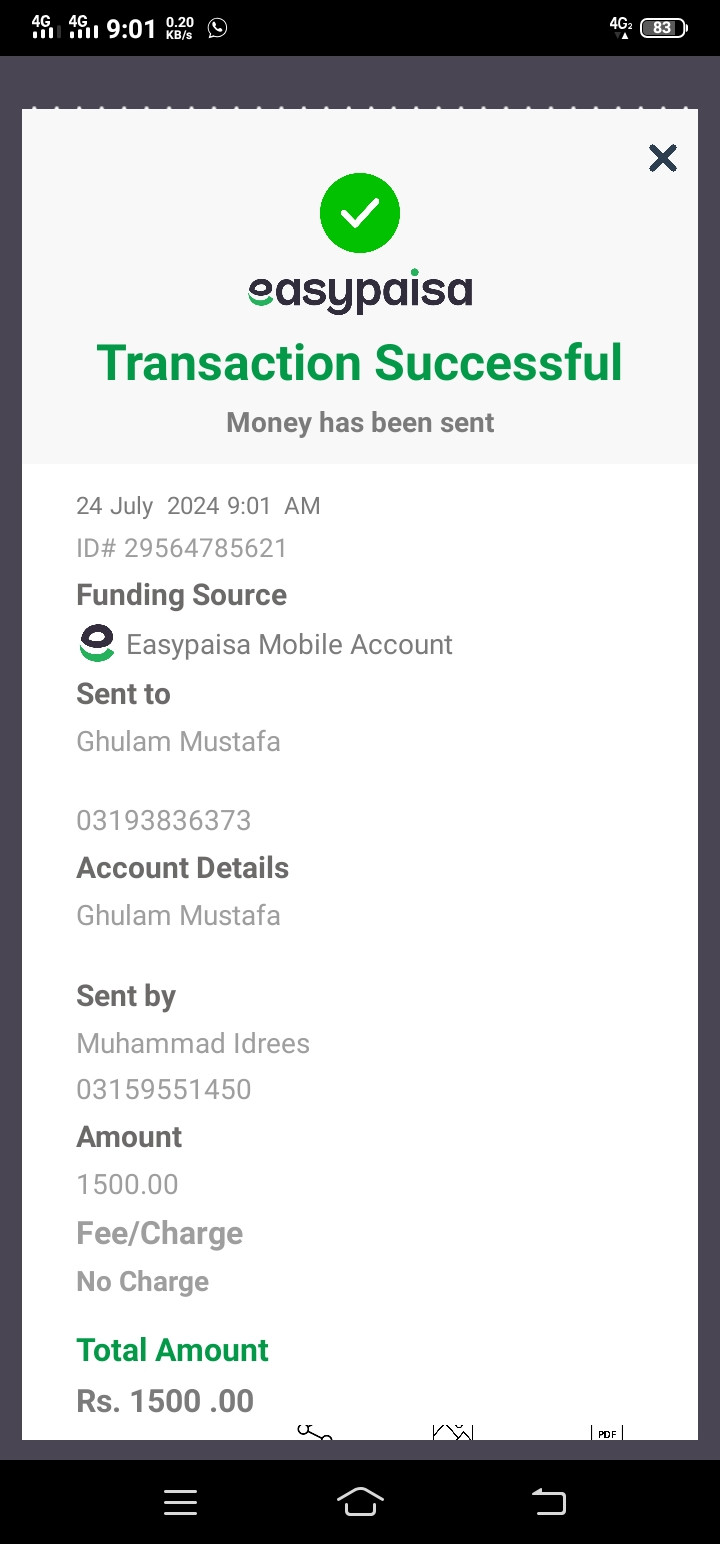 4G 4G 9:01 0.20 KB/s 4G2 83
easypaisa
Transaction Successful
Money has been sent
24 July 2024 9:01 AM
ID# 29564785621
Funding Source
Easypaisa Mobile Account
Sent to
Ghulam Mustafa
03193836373
Account Details
Ghulam Mustafa
Sent by
Muhammad Idrees
03159551450
Amount
1500.00
Fee/Charge
No Charge
Total Amount
Rs. 1500 .00
PDF